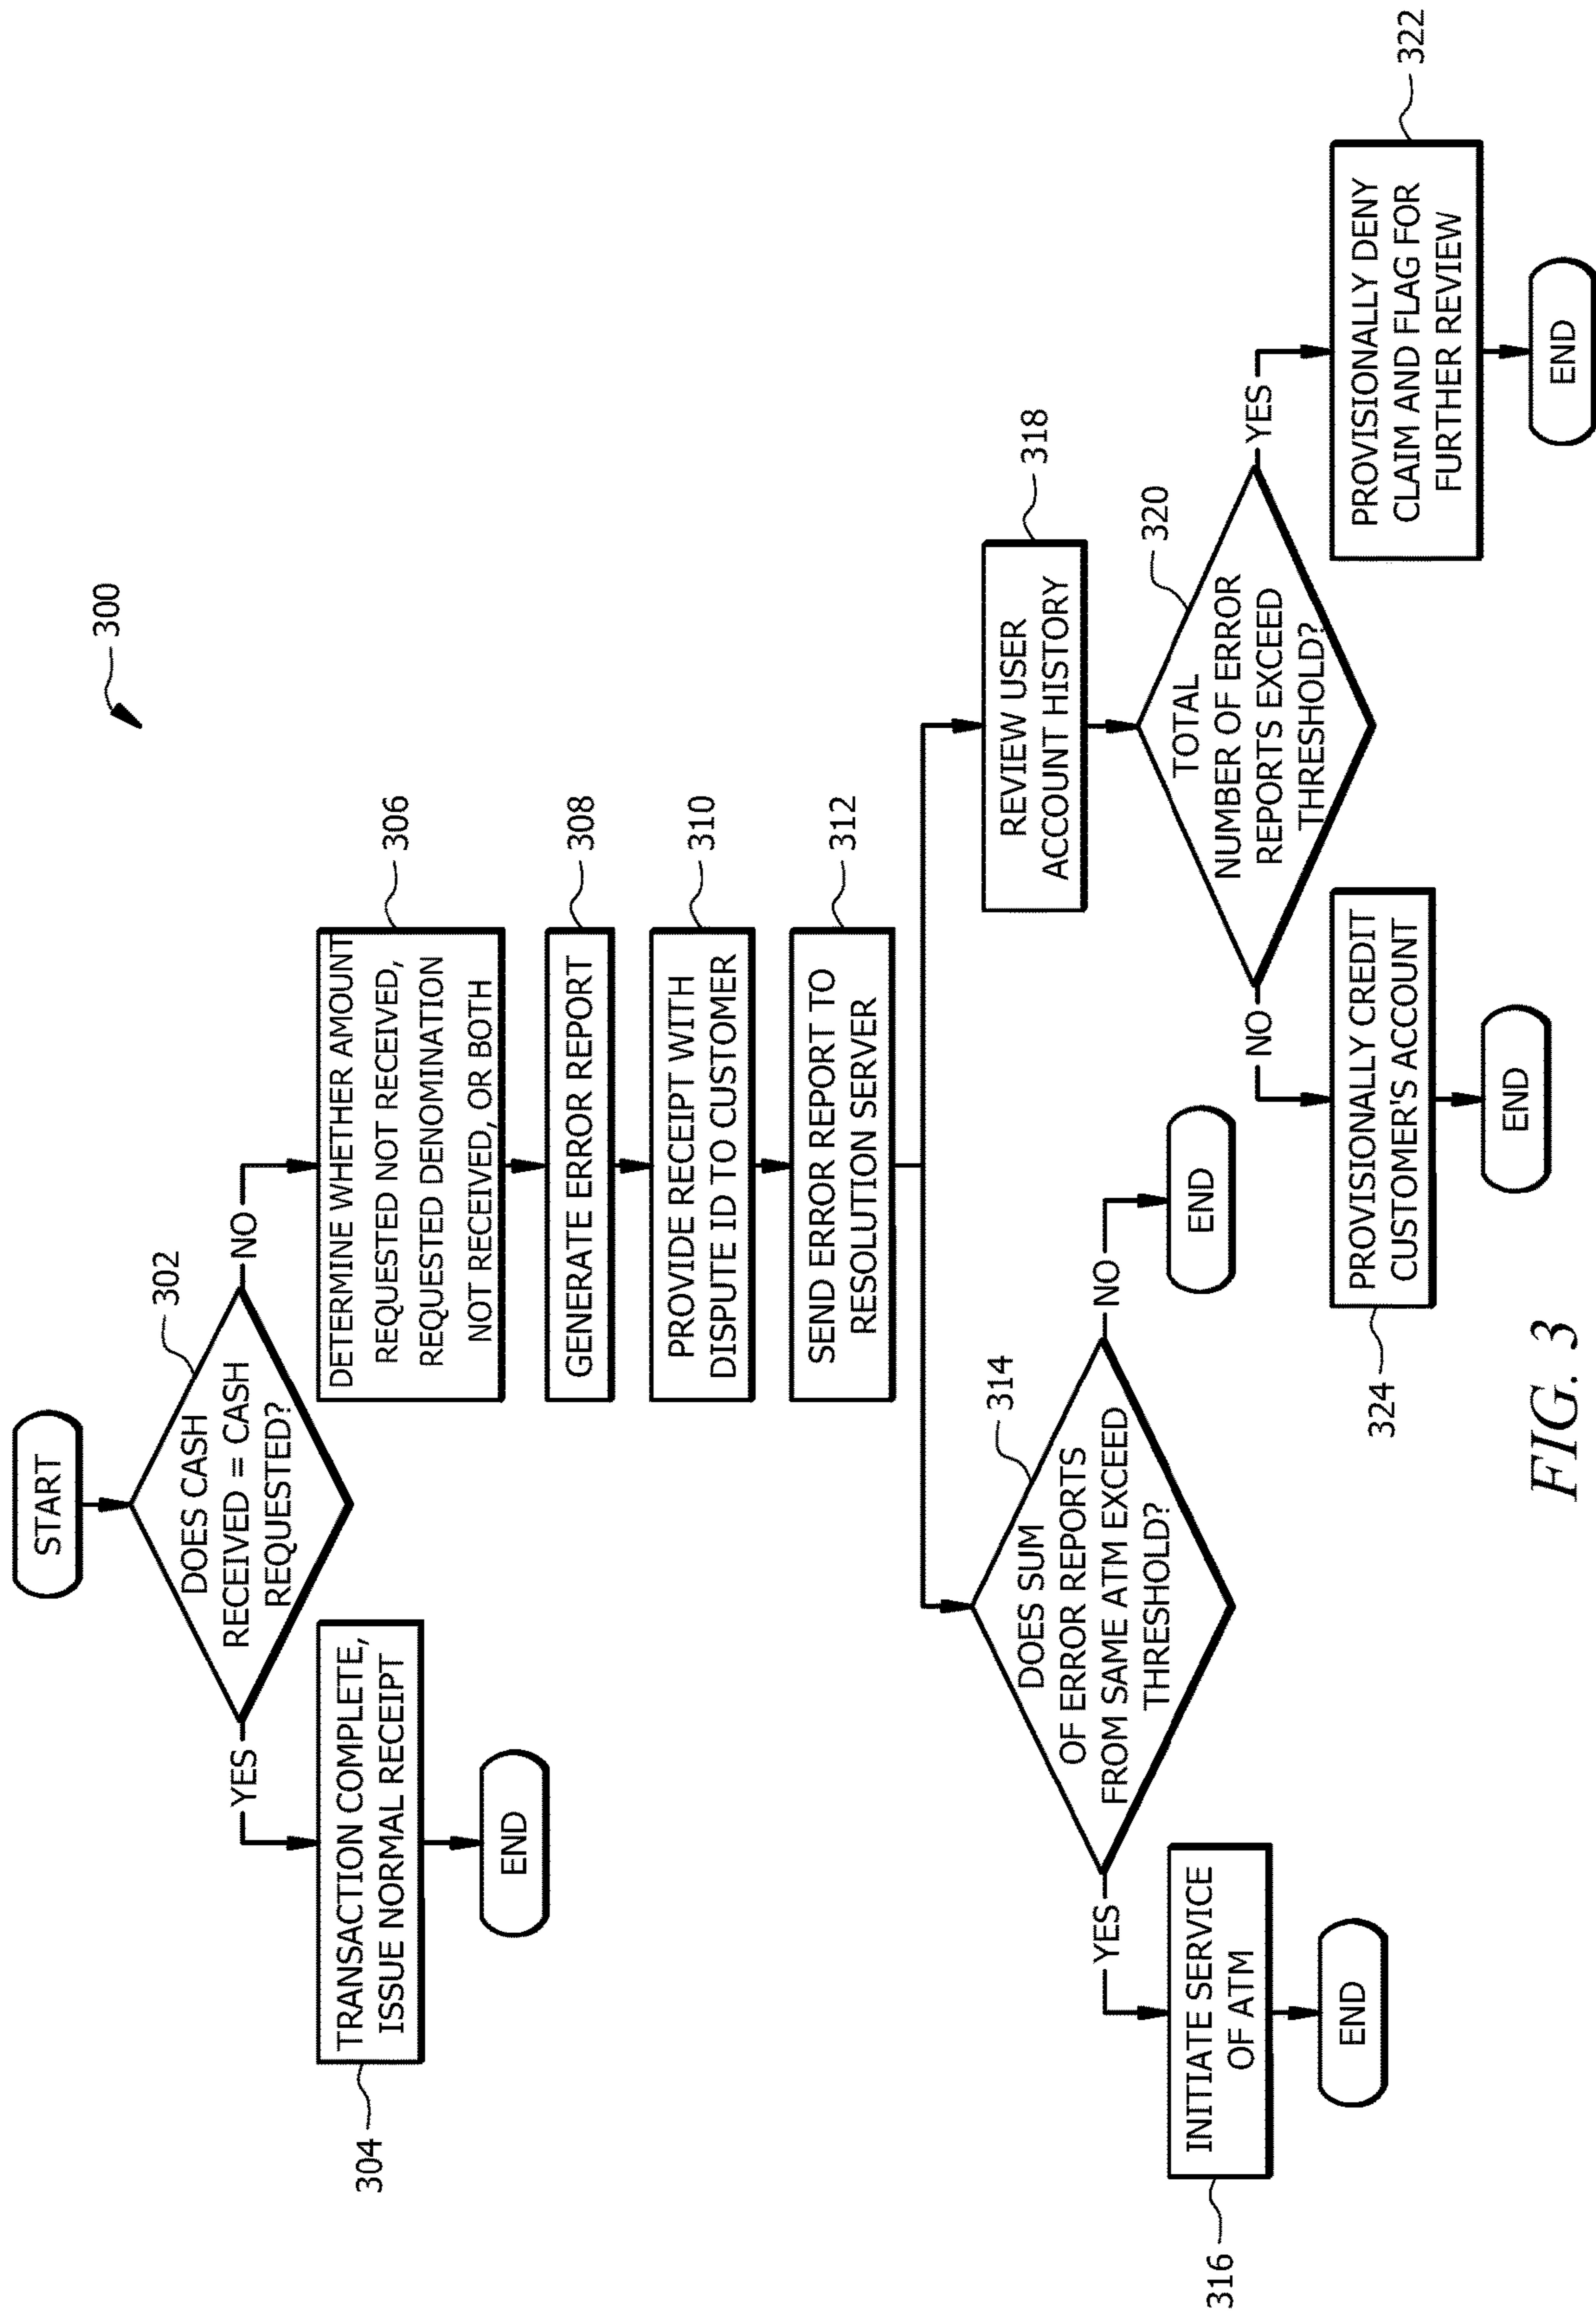 300
START
302
DOES CASH
RECEIVED = CASH
REQUESTED?
YES
NO
304
TRANSACTION COMPLETE,
ISSUE NORMAL RECEIPT
END
306
DETERMINE WHETHER AMOUNT
REQUESTED NOT RECEIVED,
REQUESTED DENOMINATION
NOT RECEIVED, OR BOTH
308
GENERATE ERROR REPORT
310
PROVIDE RECEIPT WITH
DISPUTE ID TO CUSTOMER
312
SEND ERROR REPORT TO
RESOLUTION SERVER
314
DOES SUM
OF ERROR REPORTS
FROM SAME ATM EXCEED
THRESHOLD?
YES
NO
316
INITIATE SERVICE
OF ATM
END
END
318
REVIEW USER
ACCOUNT HISTORY
320
TOTAL
NUMBER OF ERROR
REPORTS EXCEED
THRESHOLD?
NO
YES
324
PROVISIONALLY CREDIT
CUSTOMER'S ACCOUNT
END
322
PROVISIONALLY DENY
CLAIM AND FLAG FOR
FURTHER REVIEW
END
FIG. 3